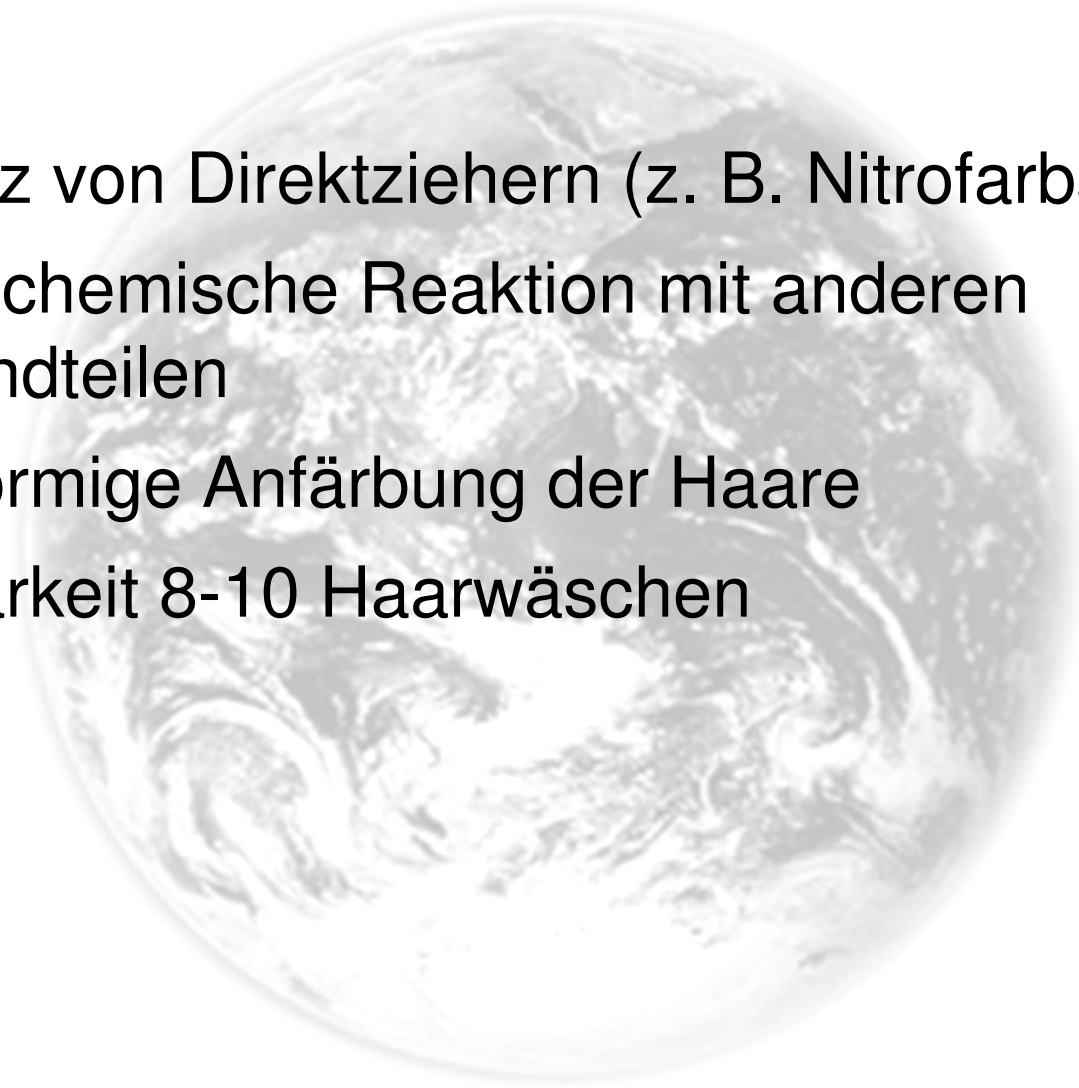 z von Direktziehern (z. B. Nitrofarb
chemische Reaktion mit anderen
ndteilen
rmige Anfärbung der Haare
rkeit 8-10 Haarwäschen